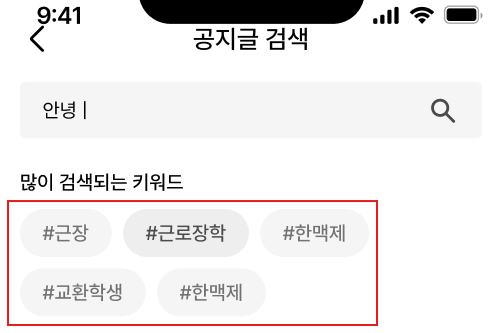 9:41
공지글 검색
안녕 |
많이 검색되는 키워드
#근장 #근로장학 #한맥제
#교환학생 #한맥제